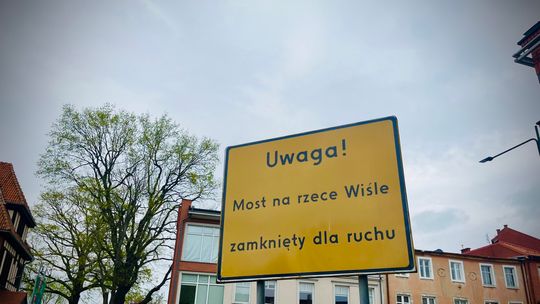 Uwaga!
Most na rzece Wiśle
zamknięty dla ruchu